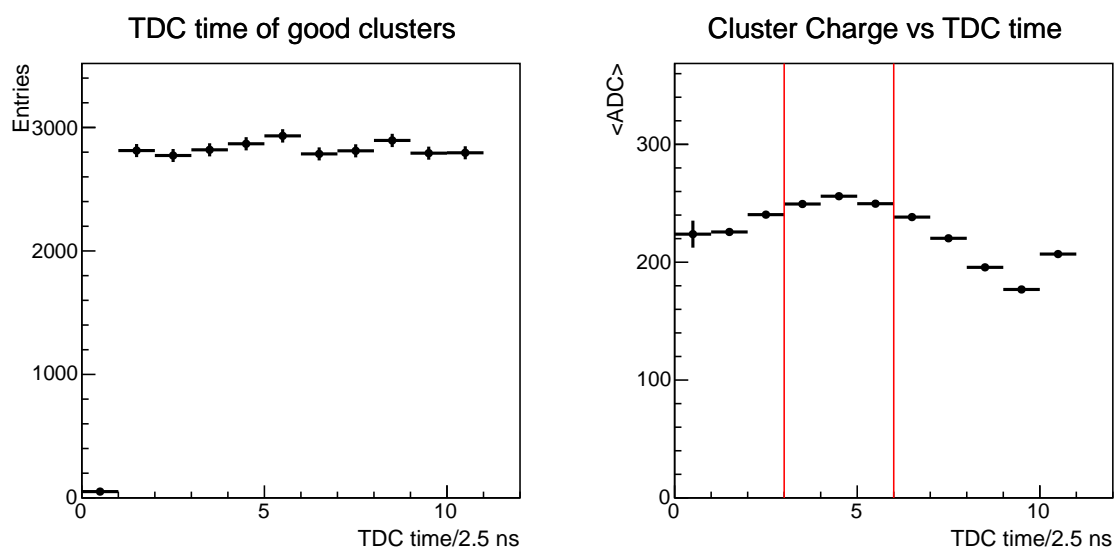 TDC time of good clusters
Entries
3000
2000
1000
0
0 5 10
TDC time/2.5 ns
Cluster Charge vs TDC time
<ADC>
300
200
100
0
0 5 10
TDC time/2.5 ns